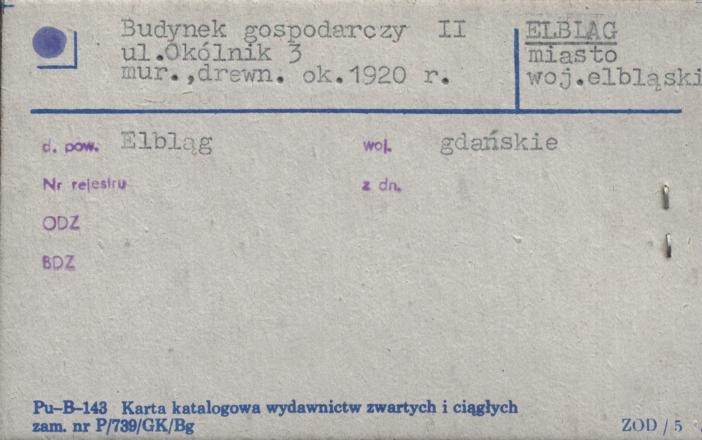 Budynek gospodarczy II
ul.Okólnik 3
mur.,drewn. ok.1920 r.
ELBLĄG
miasto
woj.elbląski
d. pow. Elbląg woj. gdańskie
Nr rejestru z dn.
ODZ
BDZ
Pu-B-143 Karta katalogowa wydawnictw zwartych i ciągłych
zam. nr P/739/GK/Bg
ZOD / 5